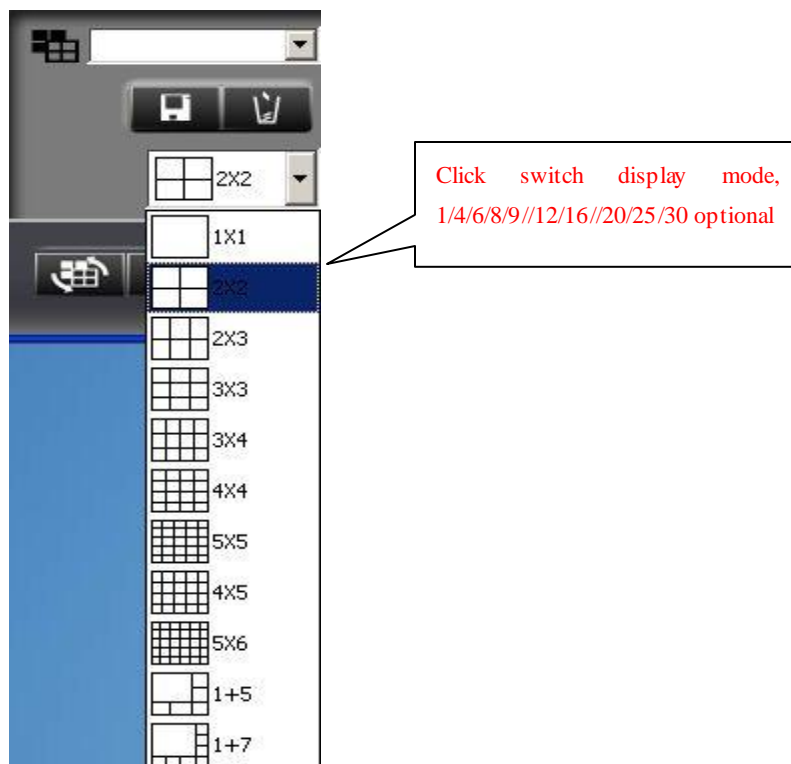 2X2
Click switch display mode,
1/4/6/8/9//12/16//20/25/30 optional
1X1
2X2
2X3
3X3
3X4
4X4
5X5
4X5
5X6
1+5
1+7